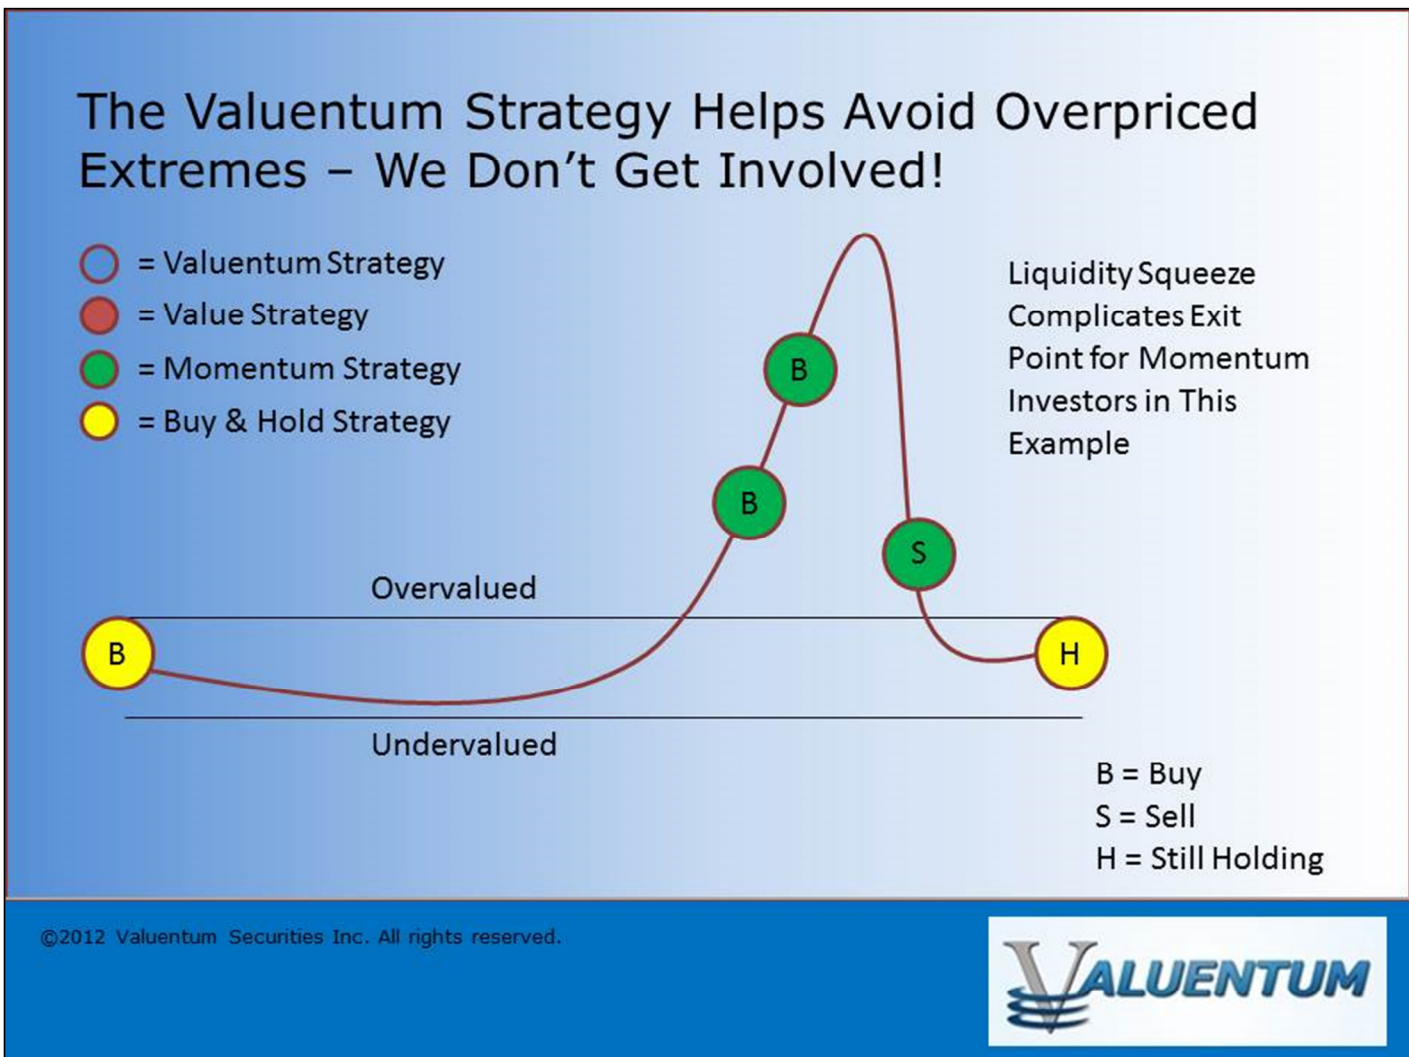 The Valuentum Strategy Helps Avoid Overpriced
Extremes – We Don't Get Involved!
= Valuentum Strategy
= Value Strategy
= Momentum Strategy
= Buy & Hold Strategy
Liquidity Squeeze
Complicates Exit
Point for Momentum
Investors in This
Example
B
B
S
Overvalued
B
H
Undervalued
B = Buy
S = Sell
H = Still Holding
©2012 Valuentum Securities Inc. All rights reserved.
VALUENTUM